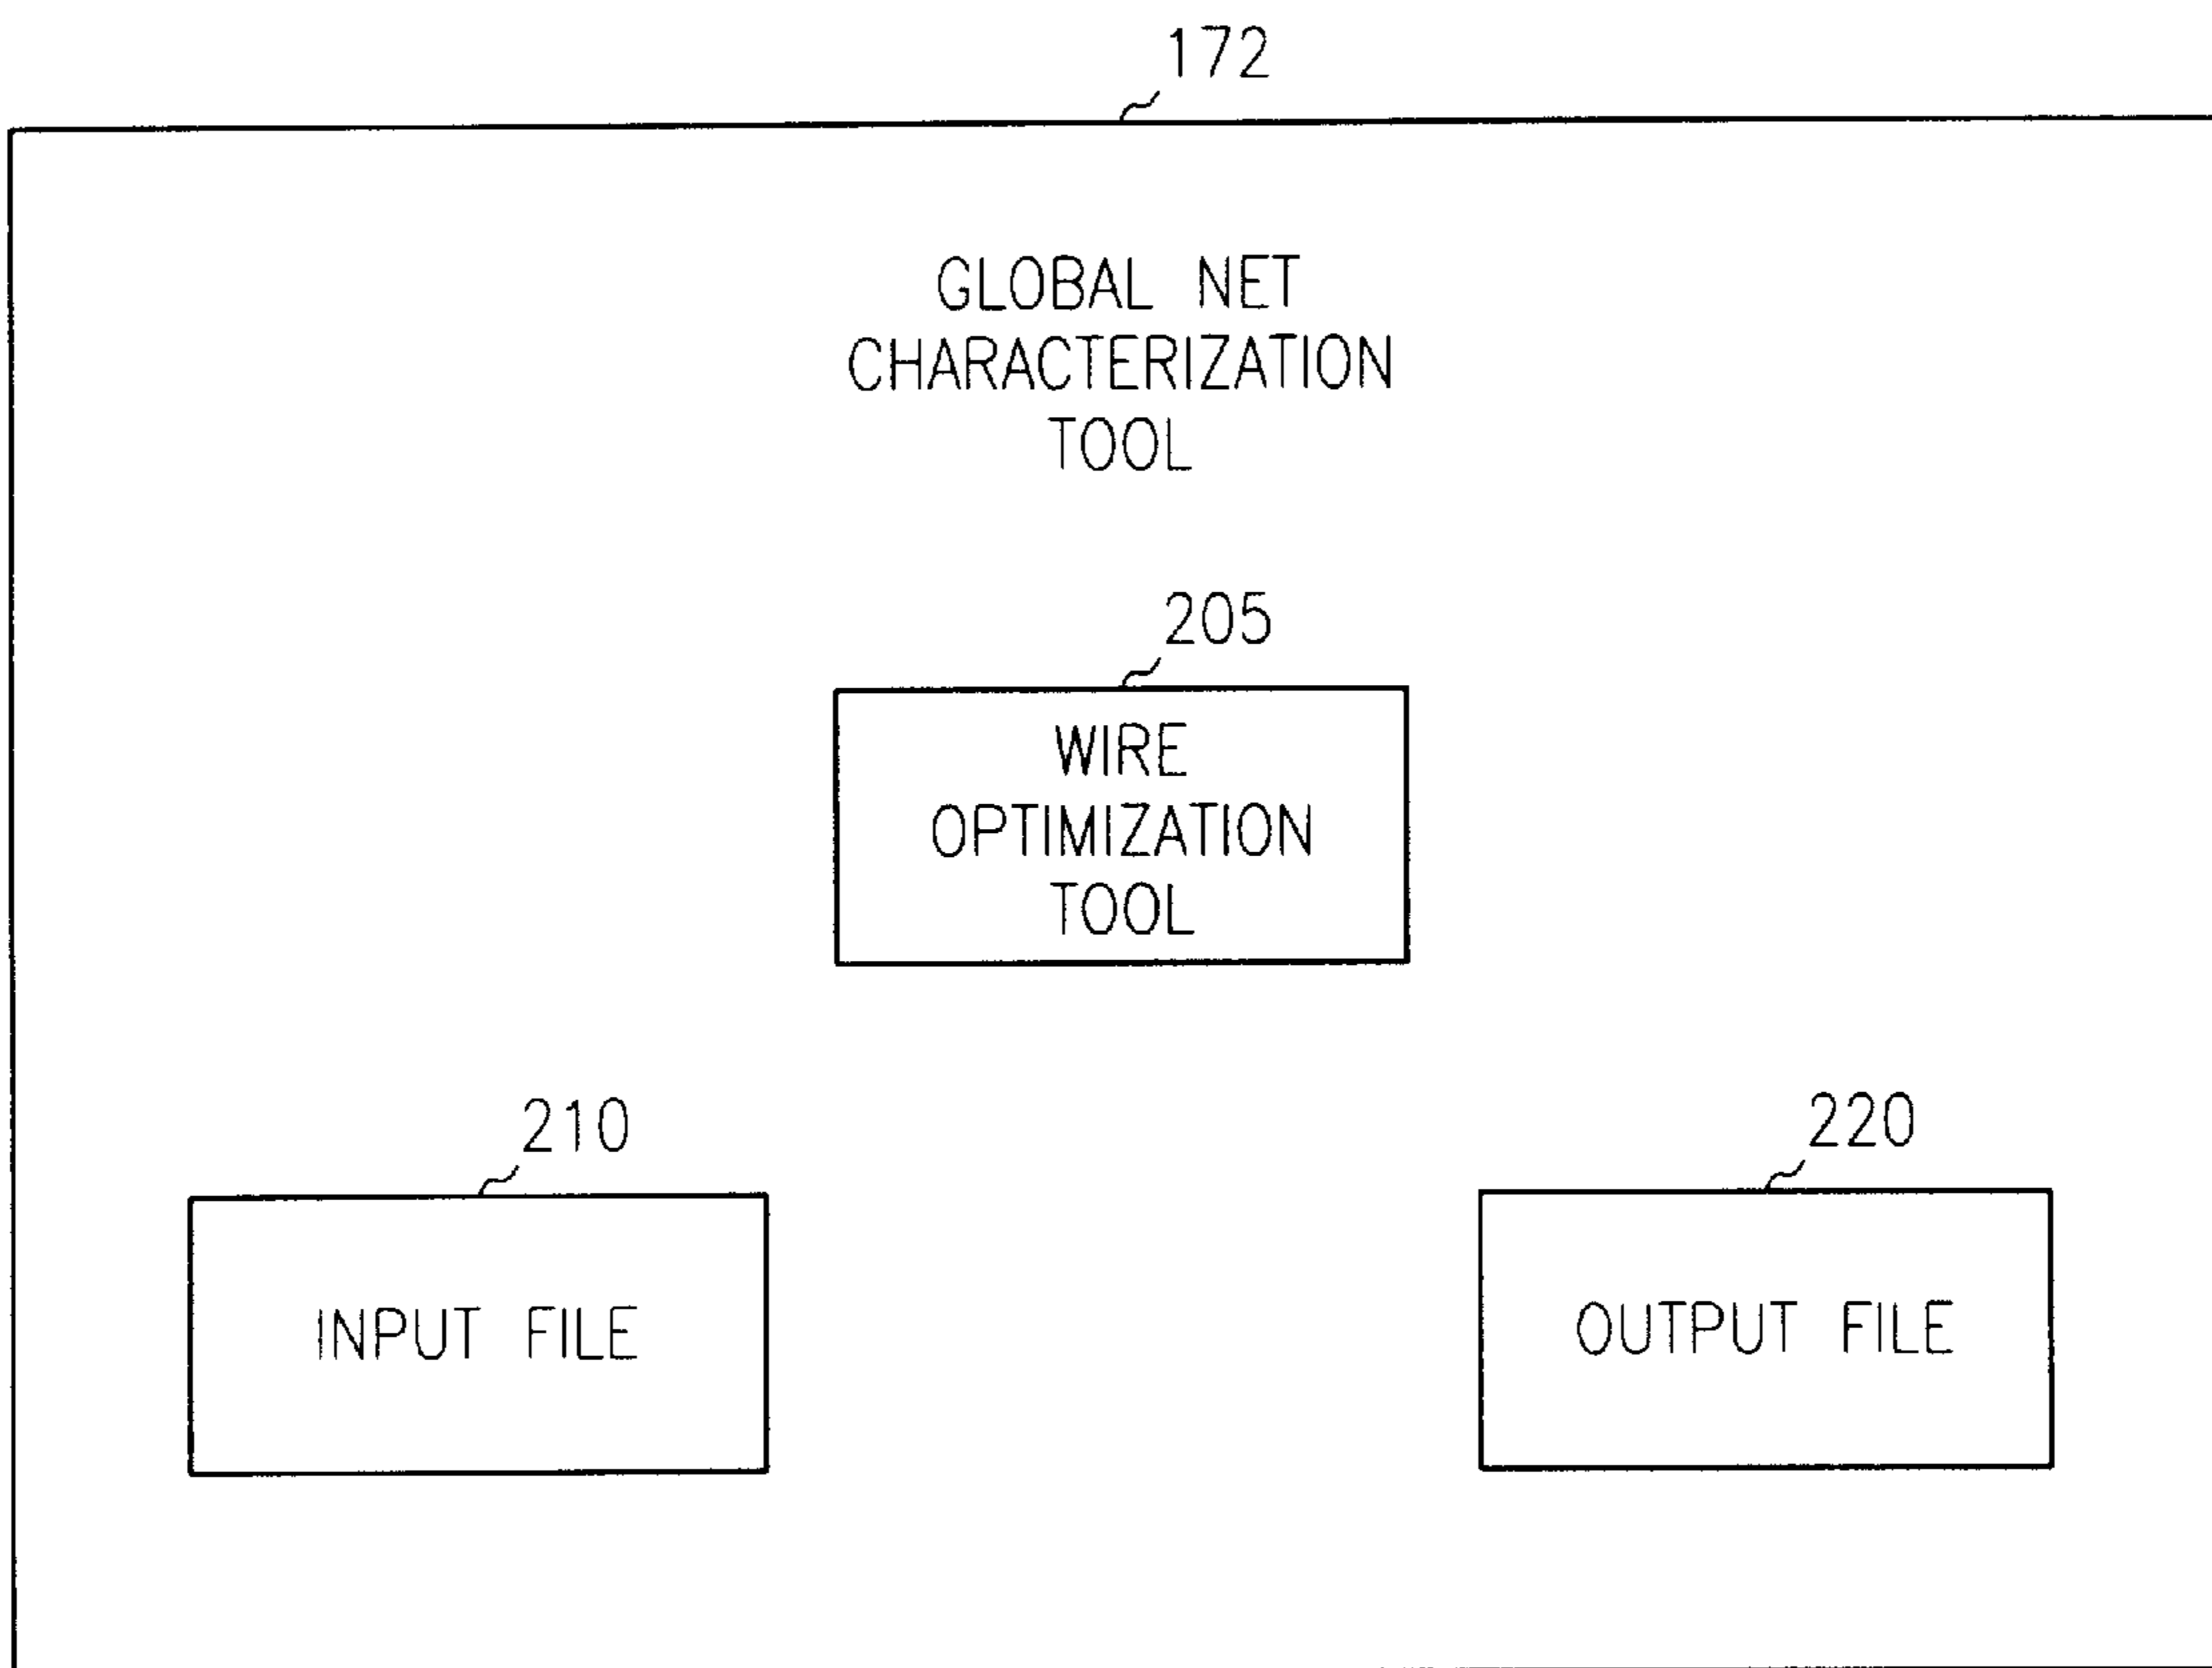 172
GLOBAL NET
CHARACTERIZATION
TOOL
205
WIRE
OPTIMIZATION
TOOL
210
INPUT FILE
220
OUTPUT FILE